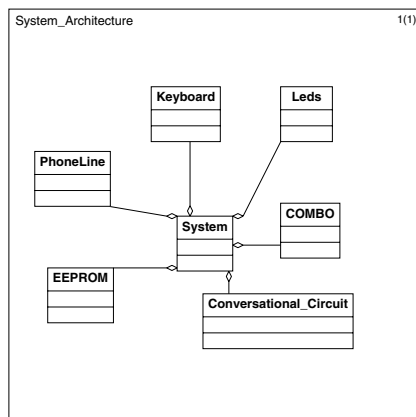 System_Architecture
1(1)
Keyboard
Leds
PhoneLine
System
COMBO
EEPROM
Conversational_Circuit